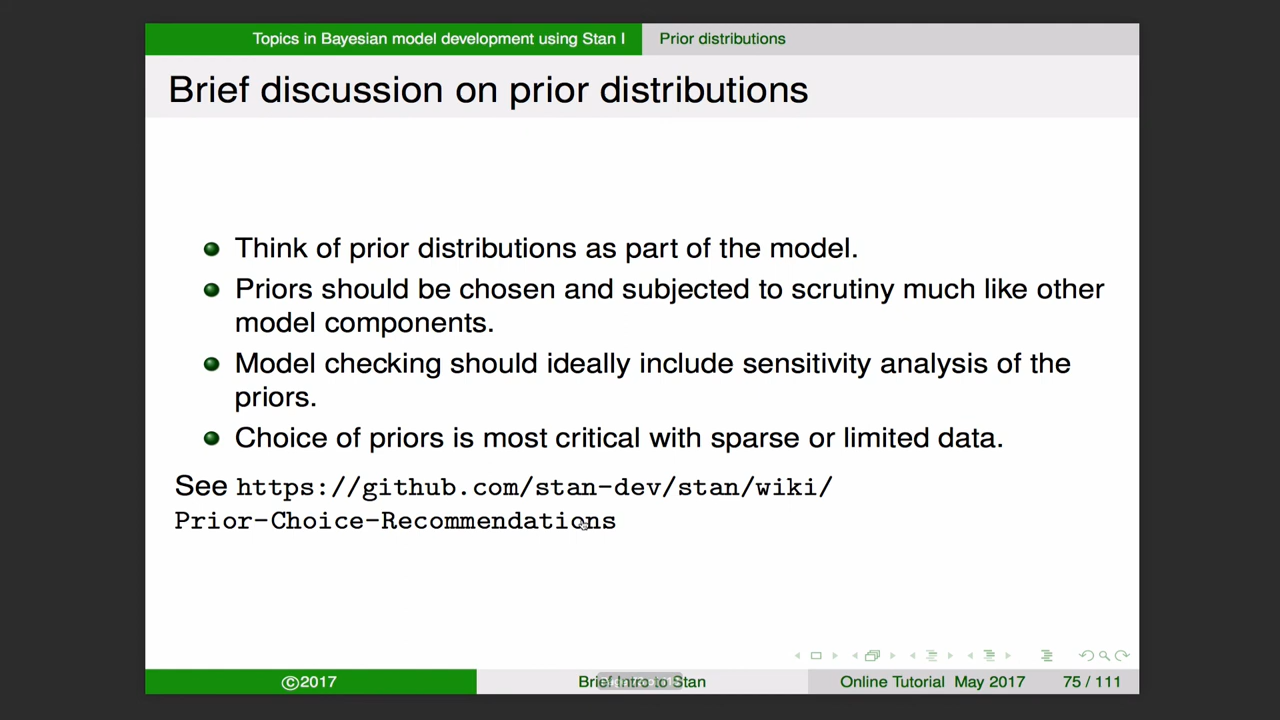 Topics in Bayesian model development using Stan I Prior distributions
Brief discussion on prior distributions
Think of prior distributions as part of the model.
Priors should be chosen and subjected to scrutiny much like other
model components.
Model checking should ideally include sensitivity analysis of the
priors.
Choice of priors is most critical with sparse or limited data.
See https://github.com/stan-dev/stan/wiki/
Prior-Choice-Recommendations
©2017 Brief Intro to Stan Online Tutorial May 2017 75 / 111